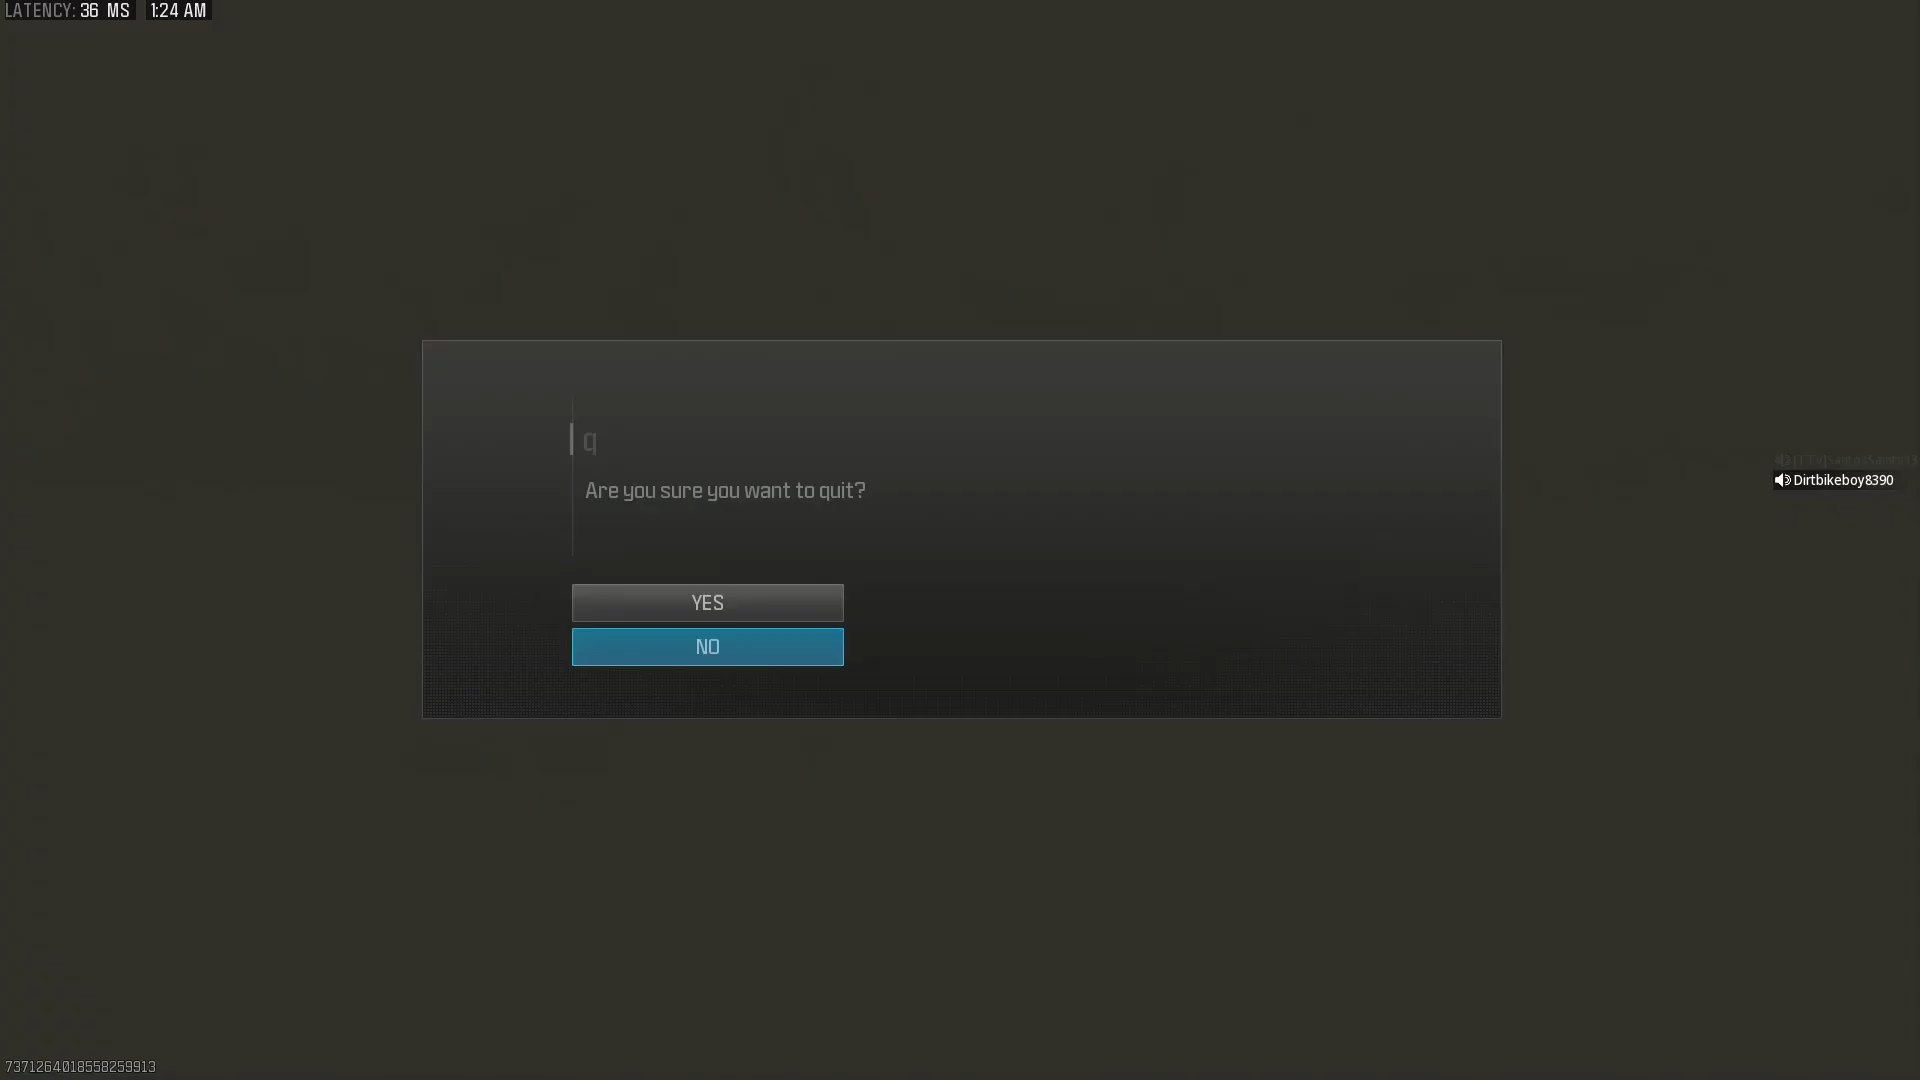 LATENCY: 36 MS 1:24 AM
q
Are you sure you want to quit?
YES
NO
Dirtbikeboy8390
7371264018558259913